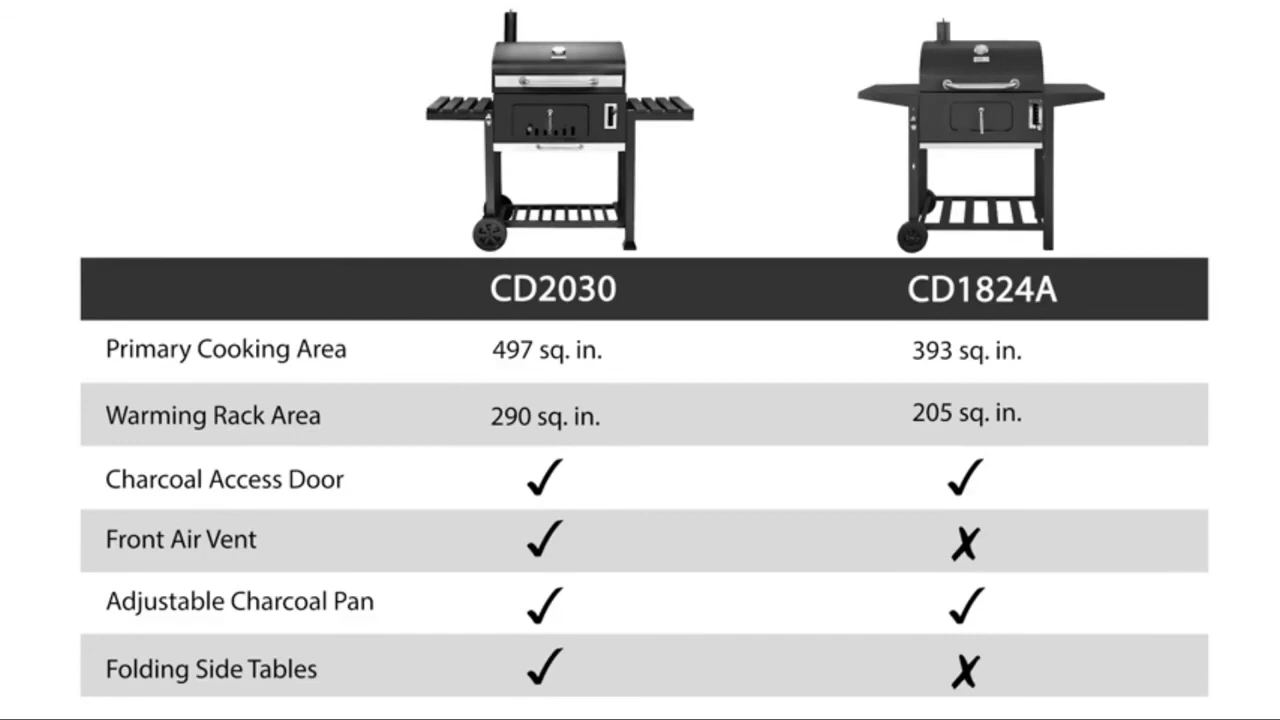 CD2030 CD1824A
Primary Cooking Area 497 sq. in. 393 sq. in.
Warming Rack Area 290 sq. in. 205 sq. in.
Charcoal Access Door ✓ ✓
Front Air Vent ✓ ✗
Adjustable Charcoal Pan ✓ ✓
Folding Side Tables ✓ ✗